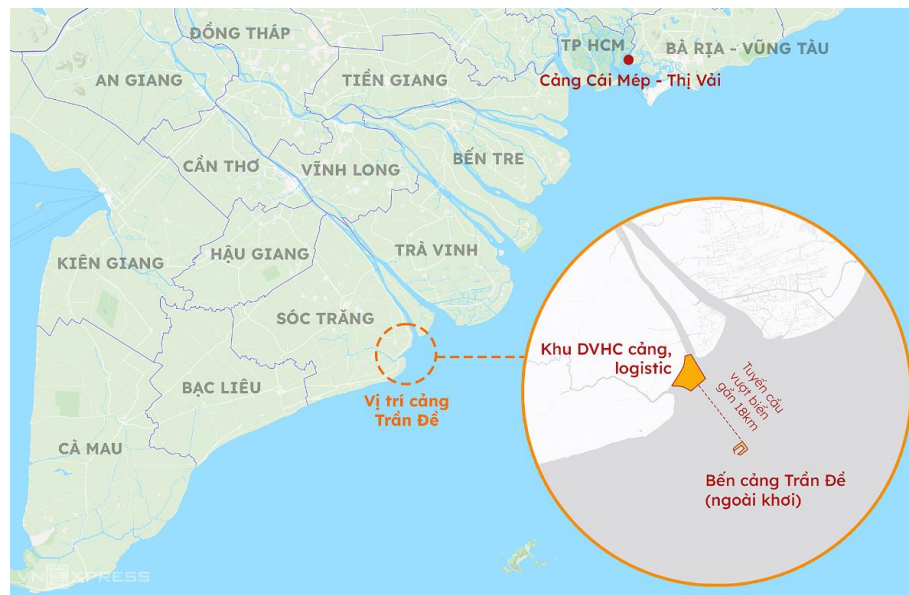 ĐỒNG THÁP
TP HCM
BÀ RỊA - VŨNG TÀU
AN GIANG
TIỀN GIANG
Cảng Cái Mép - Thị Vải
CẦN THƠ
VĨNH LONG
BẾN TRE
KIÊN GIANG
HẬU GIANG
TRÀ VINH
SÓC TRĂNG
BẠC LIÊU
Vị trí cảng
Trần Đề
CÀ MAU
Khu DVHC cảng,
logistic
Tuyến cầu
vượt biển
gần 18km
Bến cảng Trần Đề
(ngoài khơi)
VNEXPRESS